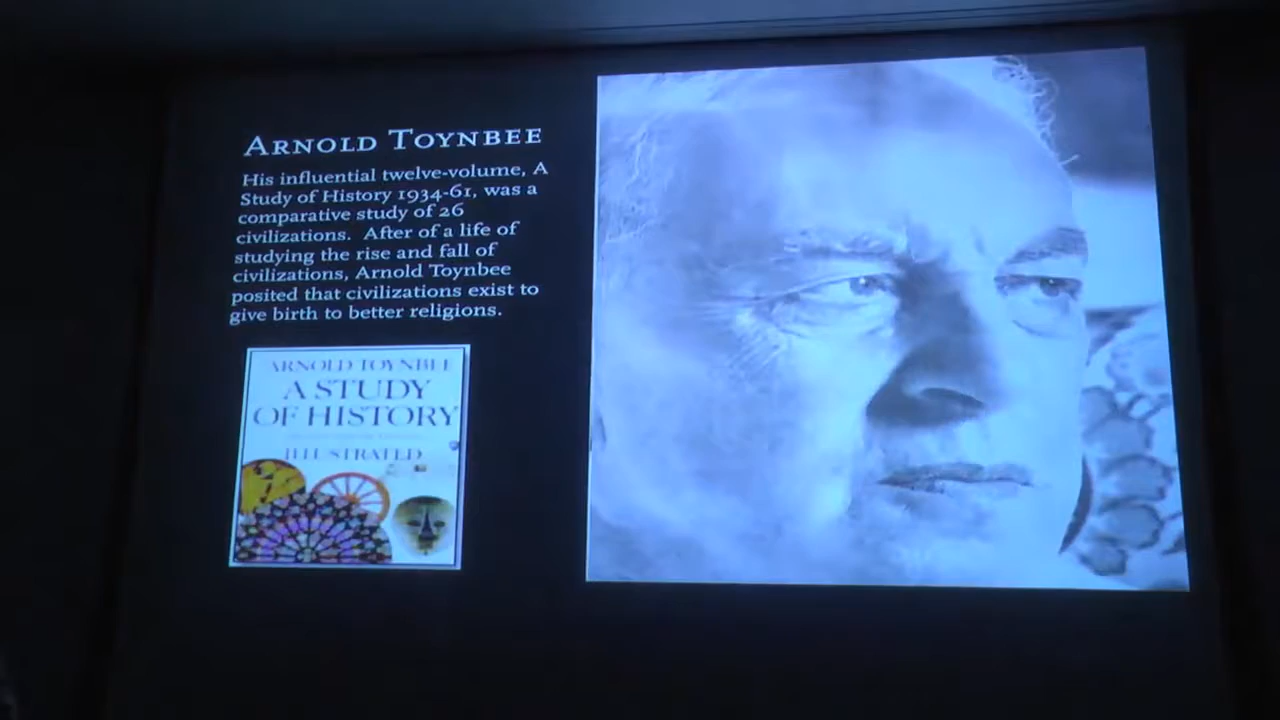 ARNOLD TOYNBEE
His influential twelve-volume, A
Study of History 1934-61, was a
comparative study of 26
civilizations. After of a life of
studying the rise and fall of
civilizations, Arnold Toynbee
posited that civilizations exist to
give birth to better religions.
ARNOLD TOYNBEE
A STUDY
OF HISTORY
ILLUSTRATED